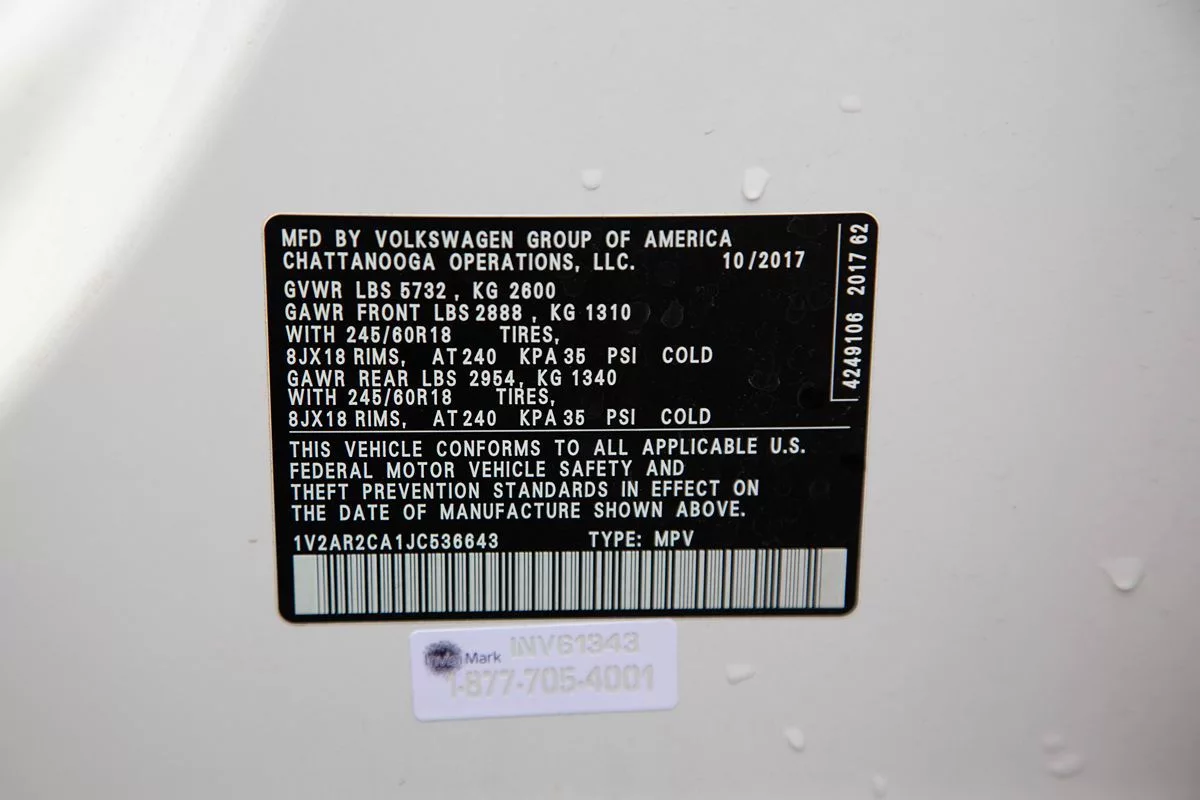 MFD BY VOLKSWAGEN GROUP OF AMERICA
CHATTANOOGA OPERATIONS, LLC. 10/2017
GVWR LBS 5732, KG 2600
GAWR FRONT LBS 2888, KG 1310
WITH 245/60R18 TIRES,
8JX18 RIMS, AT 240 KPA 35 PSI COLD
GAWR REAR LBS 2954, KG 1340
WITH 245/60R18 TIRES,
8JX18 RIMS, AT 240 KPA 35 PSI COLD
THIS VEHICLE CONFORMS TO ALL APPLICABLE U.S.
FEDERAL MOTOR VEHICLE SAFETY AND
THEFT PREVENTION STANDARDS IN EFFECT ON
THE DATE OF MANUFACTURE SHOWN ABOVE.
1V2AR2CA1JC536643 TYPE: MPV
4249106 2017 62
Mark INV61343
1-877-705-4001